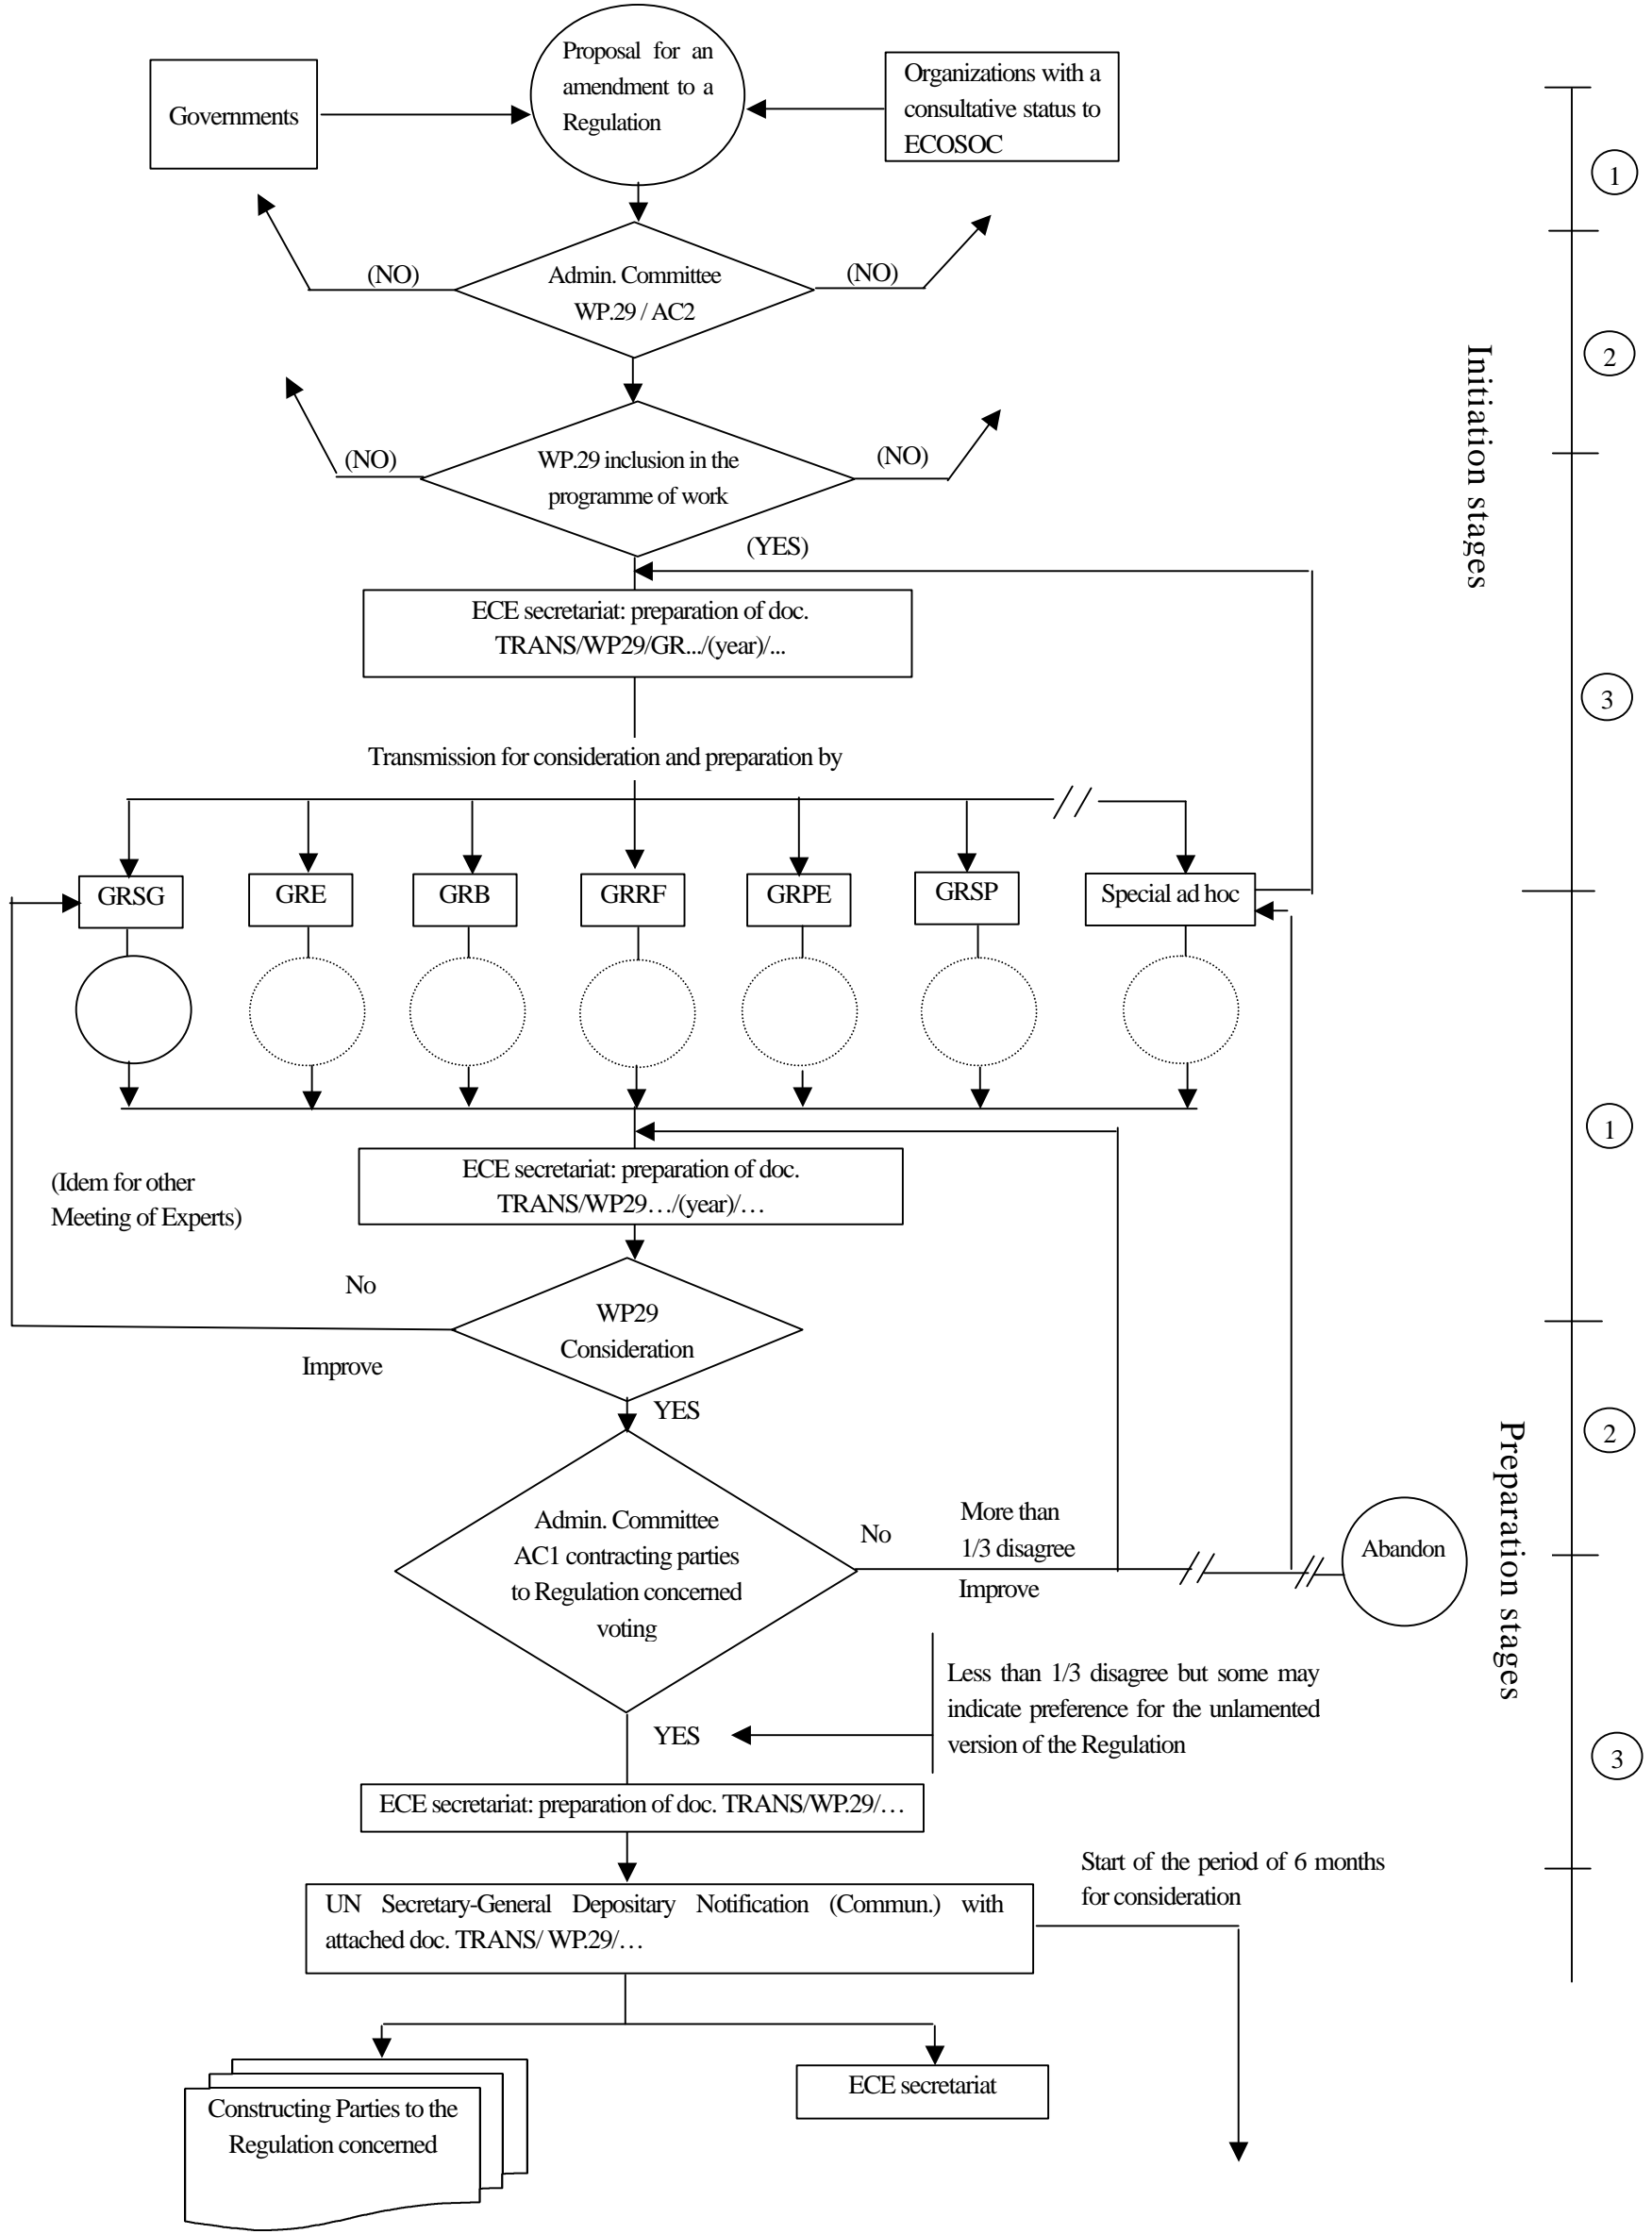 Proposal for an
amendment to a
Regulation
Governments
Organizations with a
consultative status to
ECOSOC
1
(NO)
Admin. Committee
WP.29 / AC2
(NO)
2
Initiation stages
(NO)
WP.29 inclusion in the
programme of work
(NO)
(YES)
ECE secretariat: preparation of doc.
TRANS/WP29/GR.../(year)/...
3
Transmission for consideration and preparation by
GRSG
GRE
GRB
GRRF
GRPE
GRSP
Special ad hoc
1
ECE secretariat: preparation of doc.
TRANS/WP29…/(year)/…
(Idem for other
Meeting of Experts)
No
WP29
Consideration
Improve
YES
2
Preparation stages
Admin. Committee
AC1 contracting parties
to Regulation concerned
voting
No
More than
1/3 disagree
Improve
Abandon
Less than 1/3 disagree but some may
indicate preference for the unlamented
version of the Regulation
YES
3
ECE secretariat: preparation of doc. TRANS/WP.29/…
Start of the period of 6 months
for consideration
UN Secretary-General Depositary Notification (Commun.) with
attached doc. TRANS/ WP.29/…
Constructing Parties to the
Regulation concerned
ECE secretariat